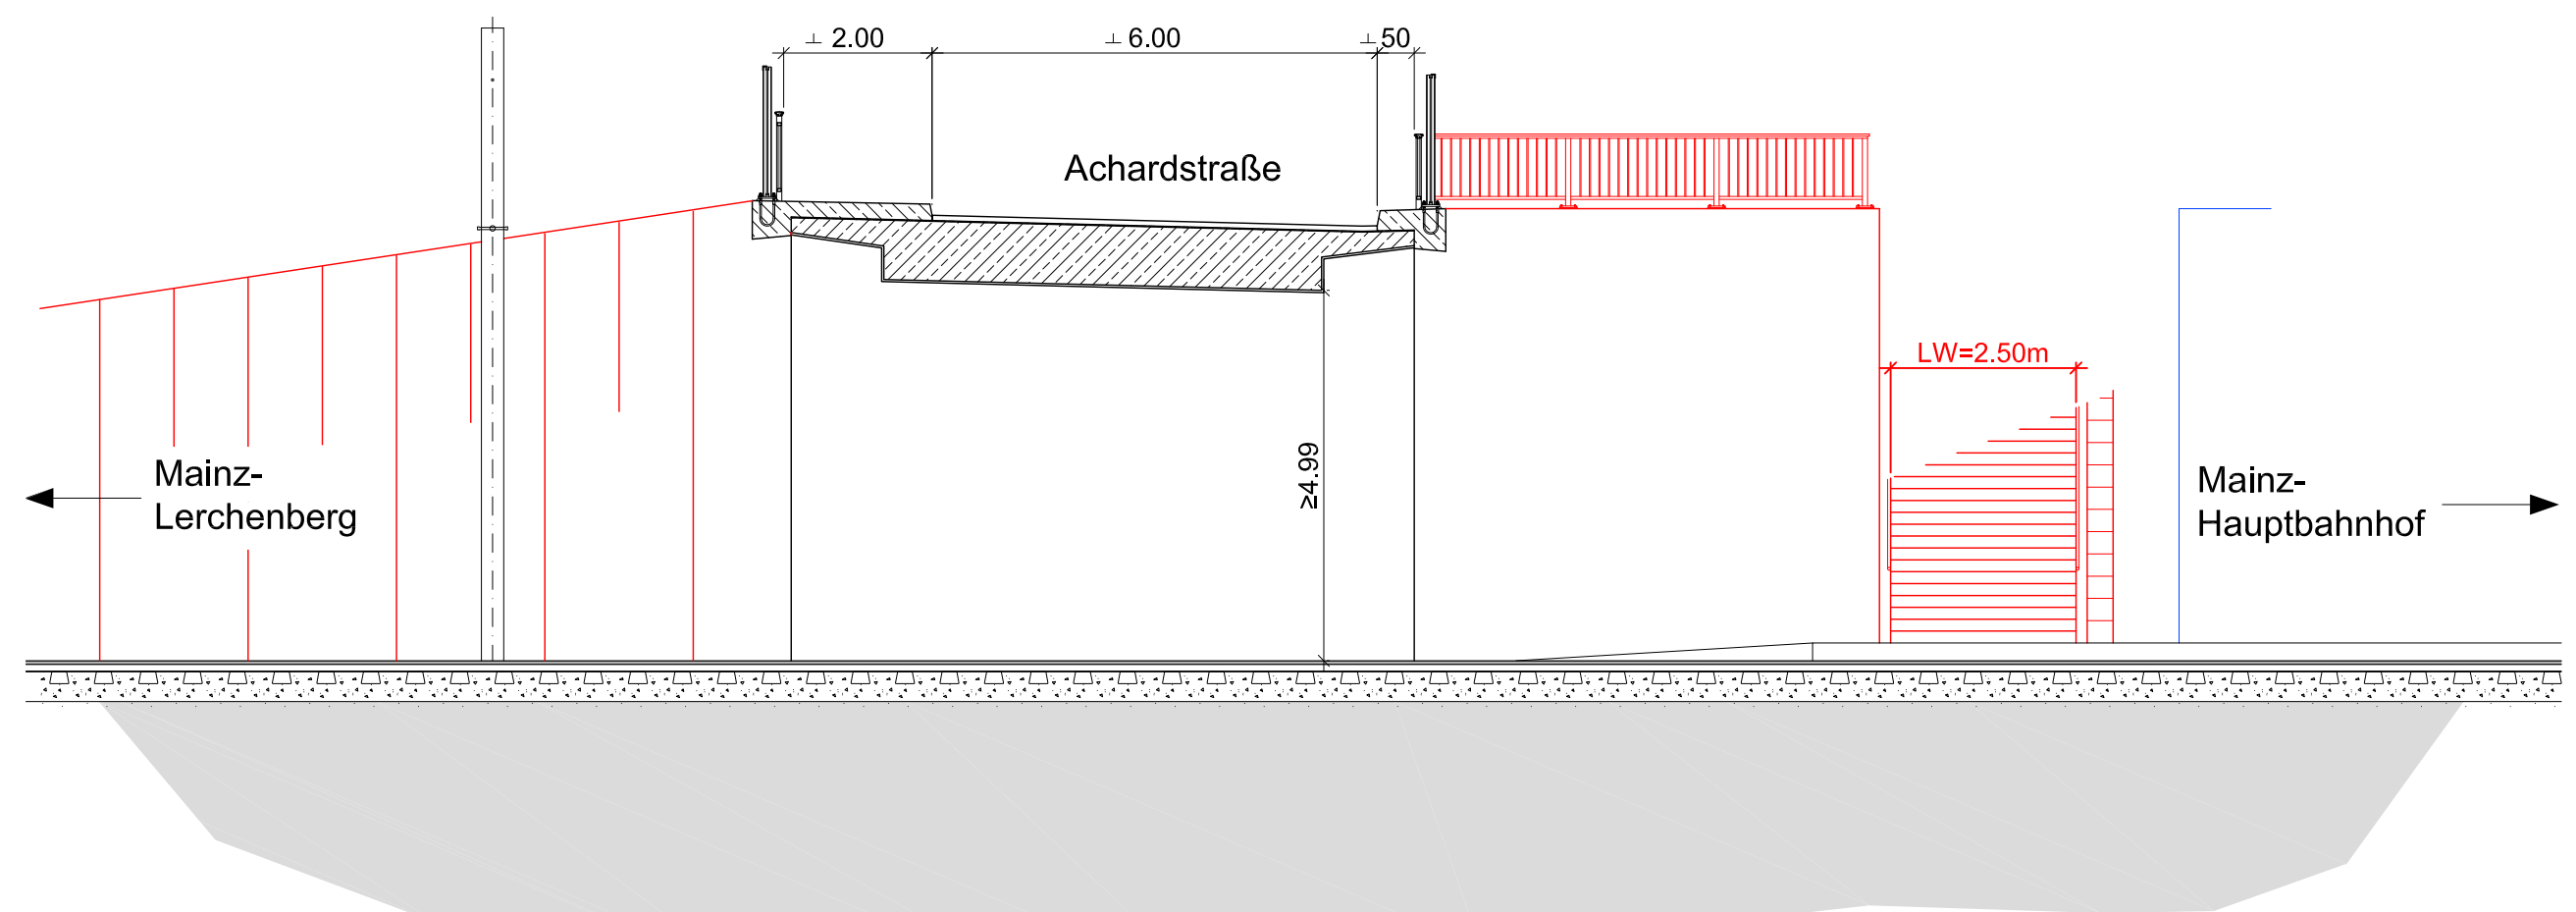 ⊥ 2.00
⊥ 6.00
⊥50
Achardstraße
LW=2.50m
≥4.99
Mainz-
Lerchenberg
Mainz-
Hauptbahnhof